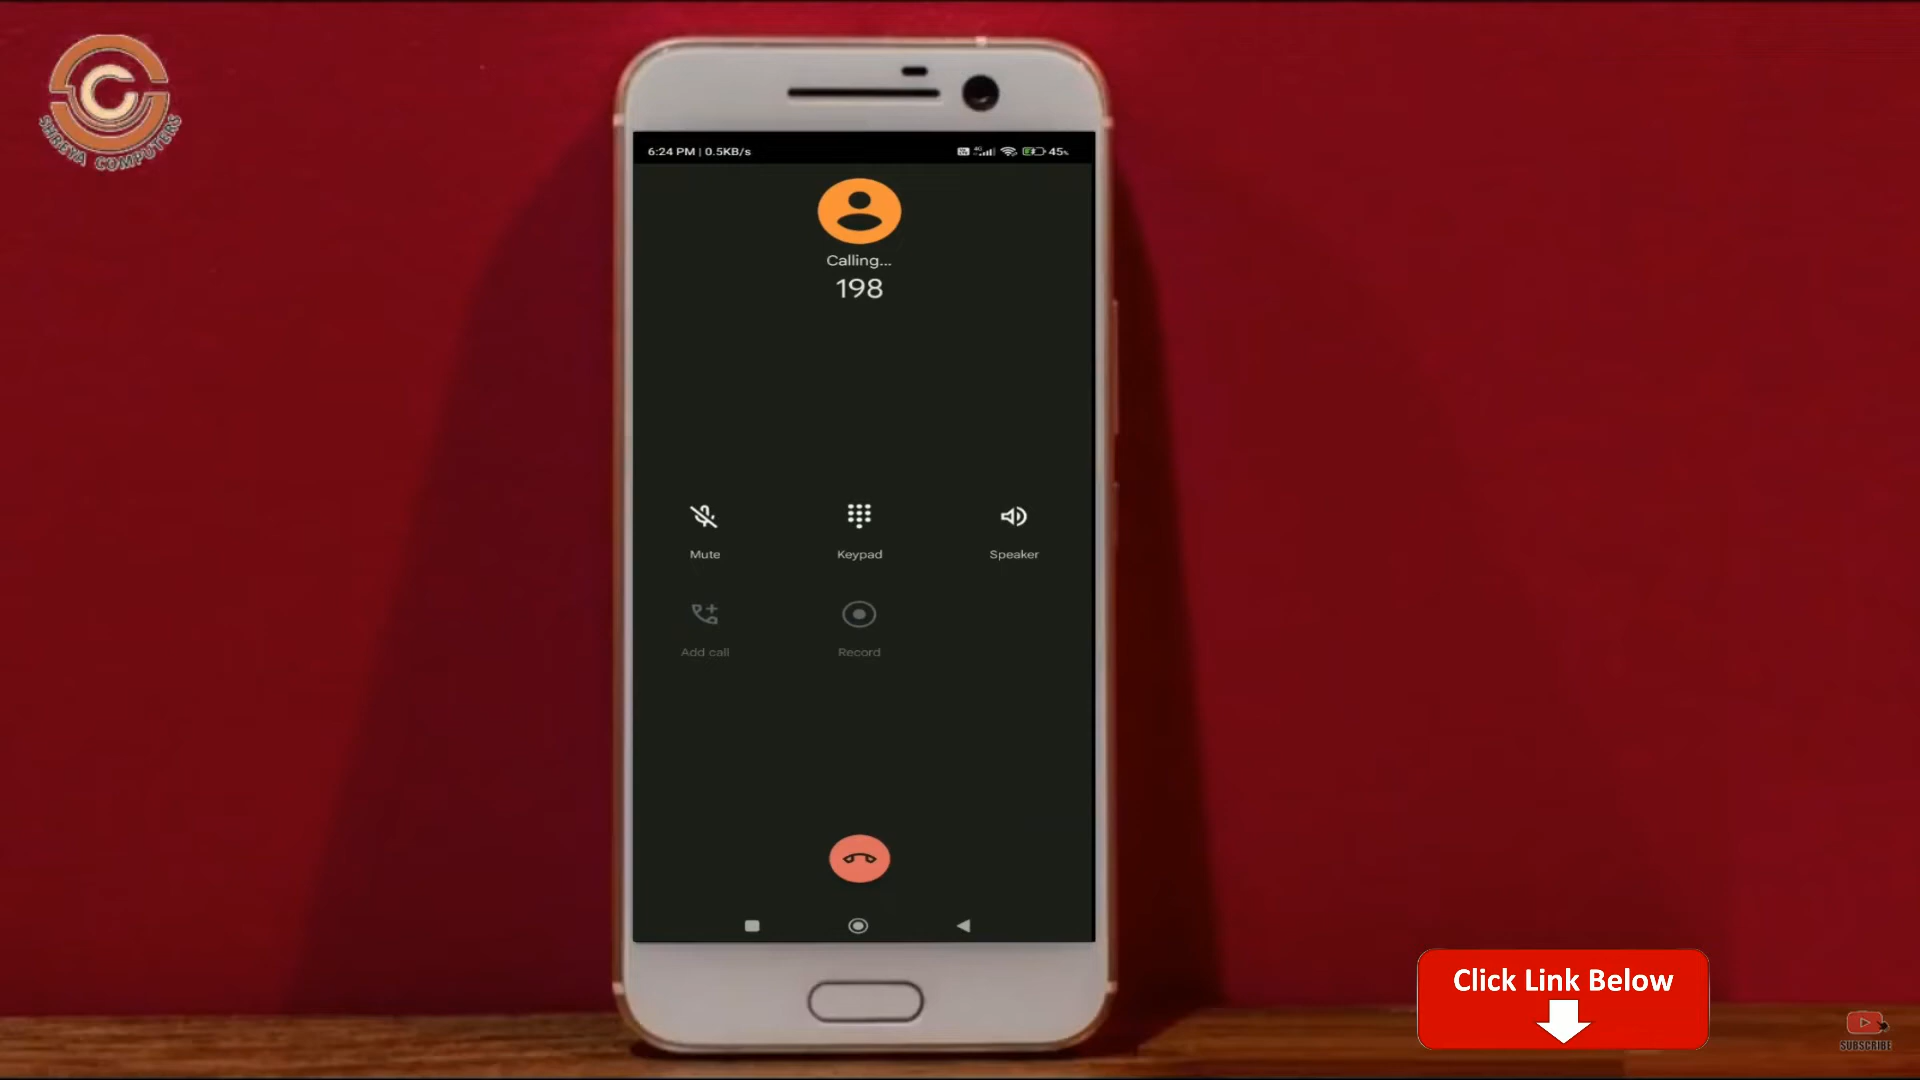 SHREYA COMPUTERS
6:24 PM | 0.5KB/s
4G
45%
Calling...
198
Mute
Keypad
Speaker
Add call
Record
Click Link Below
SUBSCRIBE